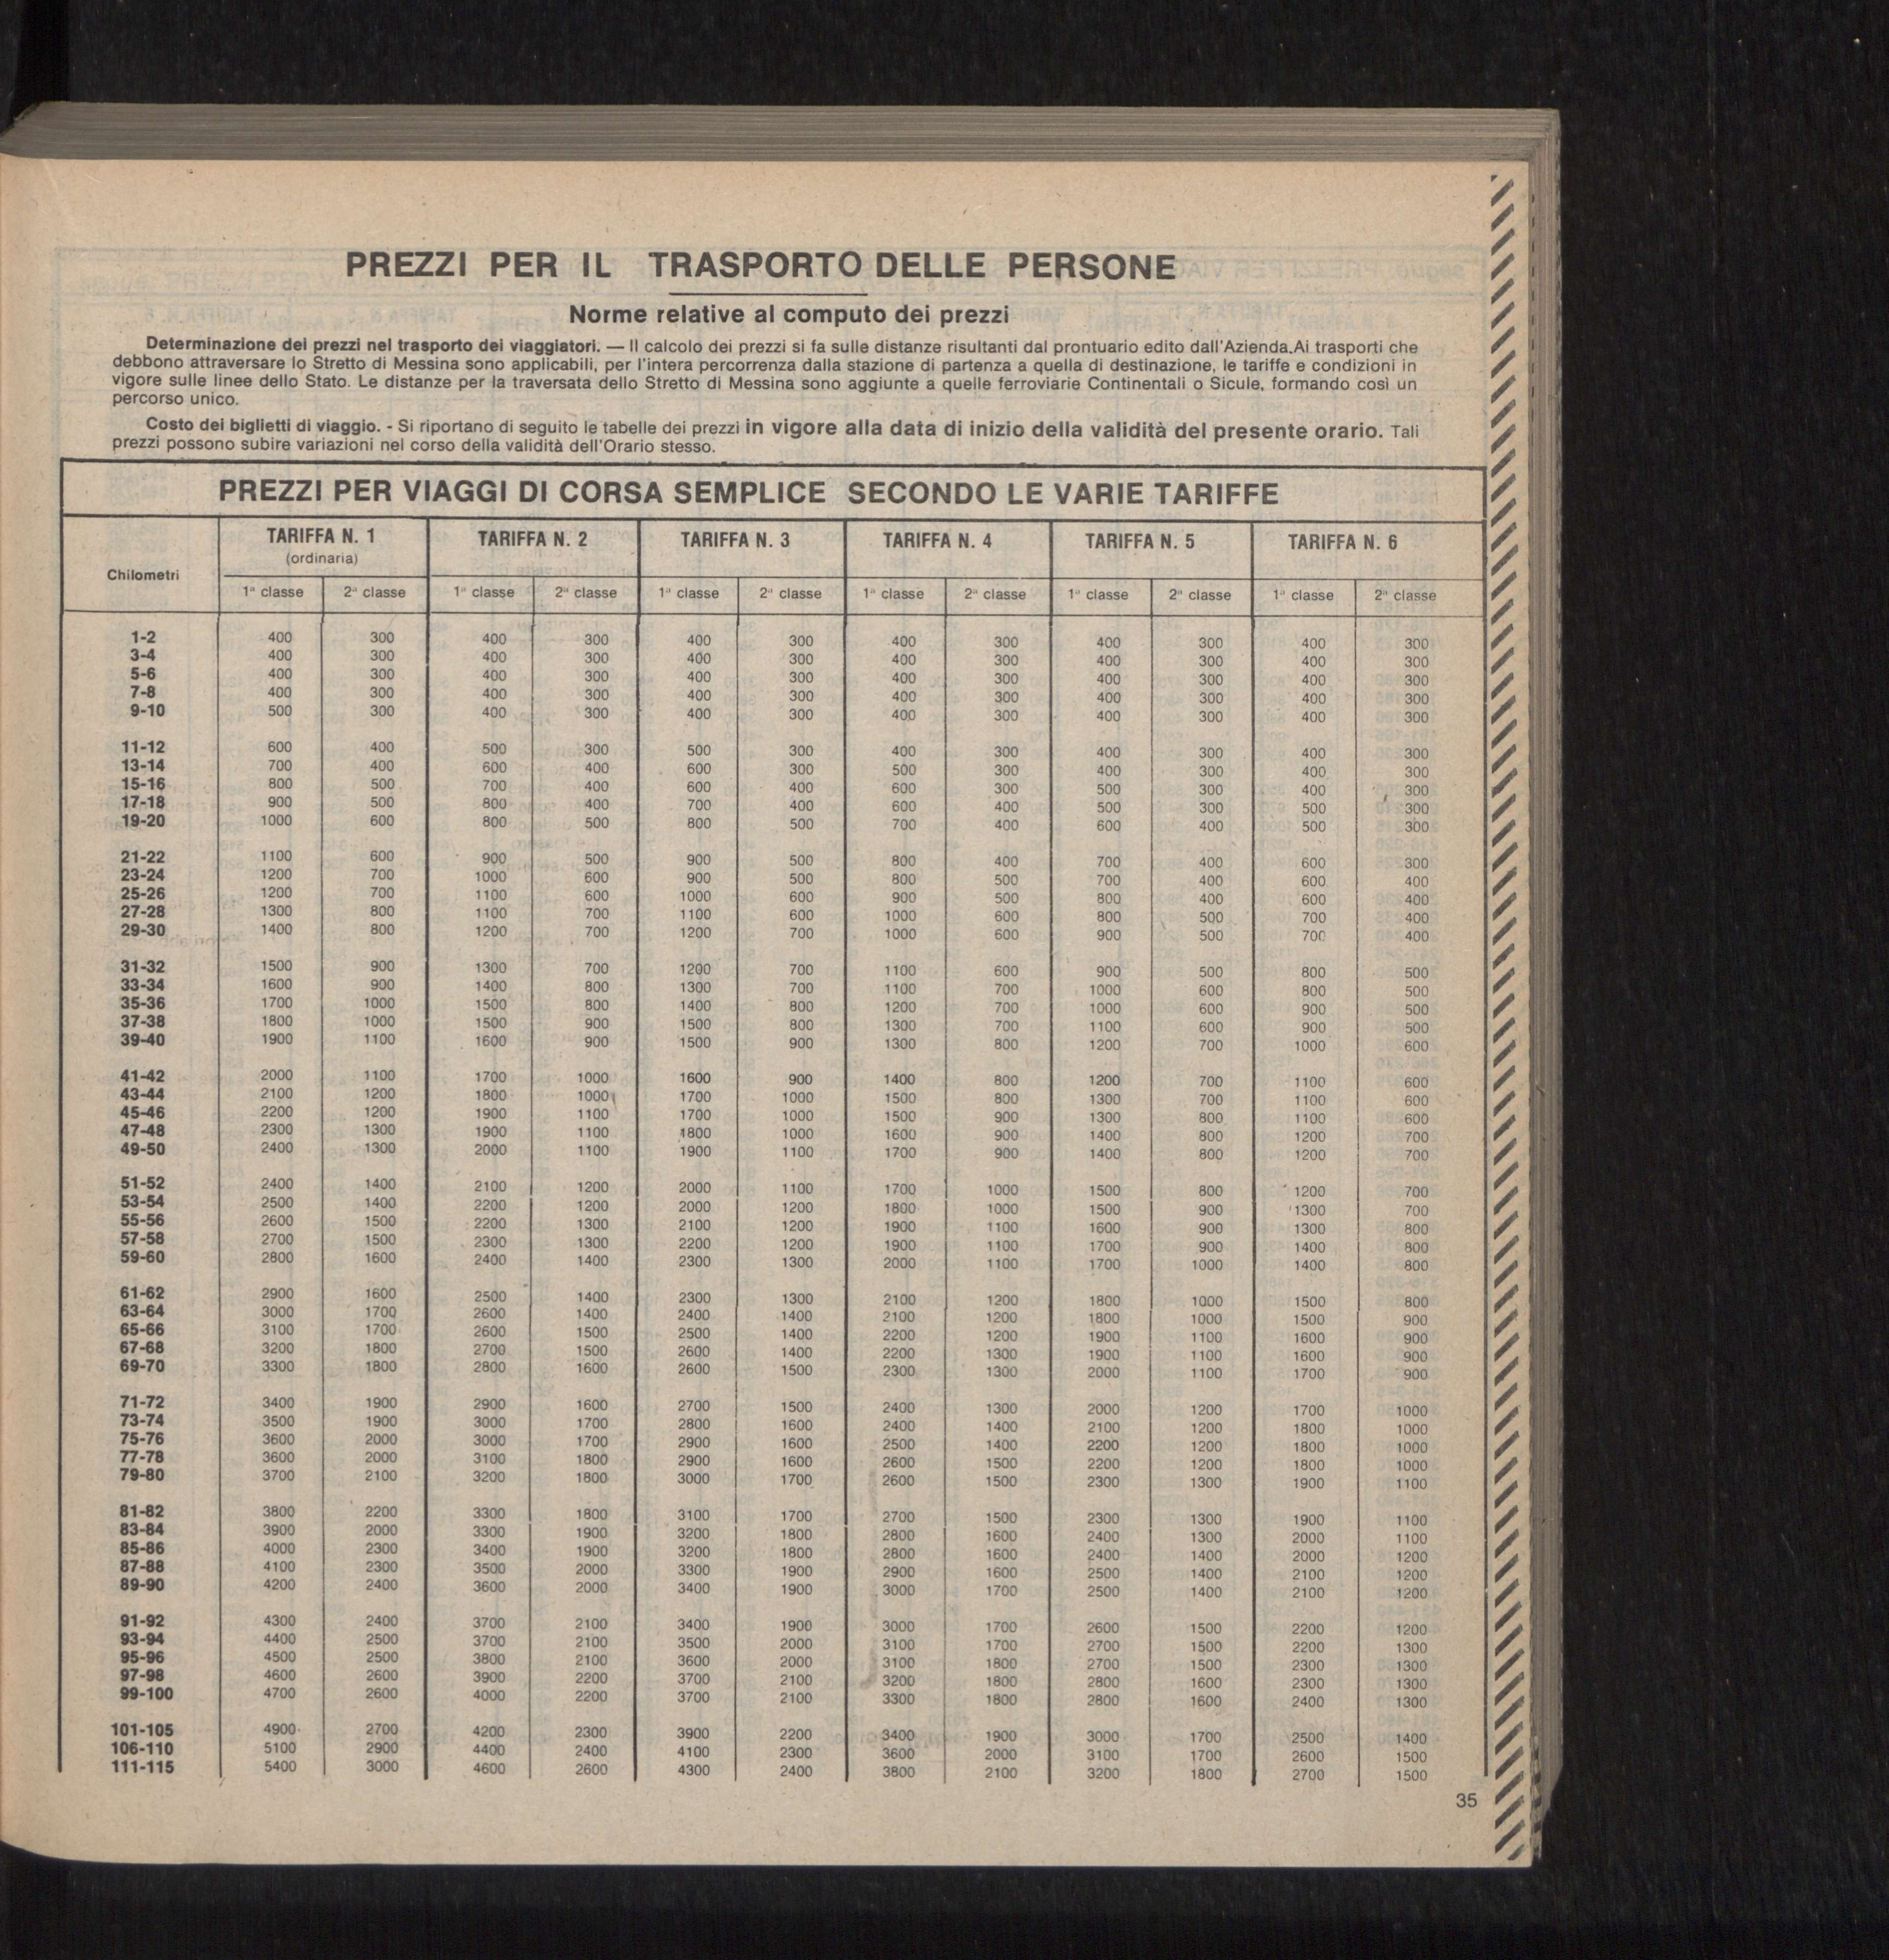 PREZZI PER IL TRASPORTO DELLE PERSONE
Norme relative al computo dei prezzi
Determinazione dei prezzi nel trasporto dei viaggiatori. — Il calcolo dei prezzi si fa sulle distanze risultanti dal prontuario edito dall'Azienda.Ai trasporti che
debbono attraversare lo Stretto di Messina sono applicabili, per l'intera percorrenza dalla stazione di partenza a quella di destinazione, le tariffe e condizioni in
vigore sulle linee dello Stato. Le distanze per la traversata dello Stretto di Messina sono aggiunte a quelle ferroviarie Continentali o Sicule, formando così un
percorso unico.
Costo dei biglietti di viaggio. - Si riportano di seguito le tabelle dei prezzi in vigore alla data di inizio della validità del presente orario. Tali
prezzi possono subire variazioni nel corso della validità dell'Orario stesso.
PREZZI PER VIAGGI DI CORSA SEMPLICE SECONDO LE VARIE TARIFFE
Chilometri TARIFFA N. 1 TARIFFA N. 2 TARIFFA N. 3 TARIFFA N. 4 TARIFFA N. 5 TARIFFA N. 6
(ordinaria)
1ª classe 2ª classe 1ª classe 2ª classe 1ª classe 2ª classe 1ª classe 2ª classe 1ª classe 2ª classe 1ª classe 2ª classe
1-2 400 300 400 300 400 300 400 300 400 300 400 300
3-4 400 300 400 300 400 300 400 300 400 300 400 300
5-6 400 300 400 300 400 300 400 300 400 300 400 300
7-8 400 300 400 300 400 300 400 300 400 300 400 300
9-10 500 300 400 300 400 300 400 300 400 300 400 300
11-12 600 400 500 300 500 300 400 300 400 300 400 300
13-14 700 400 600 400 600 300 500 300 400 300 400 300
15-16 800 500 700 400 600 400 600 300 500 300 400 300
17-18 900 500 800 400 700 400 600 400 500 300 500 300
19-20 1000 600 800 500 800 500 700 400 600 400 500 300
21-22 1100 600 900 500 900 500 800 400 700 400 600 300
23-24 1200 700 1000 600 900 500 800 500 700 400 600 400
25-26 1200 700 1100 600 1000 600 900 500 800 400 600 400
27-28 1300 800 1100 700 1100 600 1000 600 800 500 700 400
29-30 1400 800 1200 700 1200 700 1000 600 900 500 700 400
31-32 1500 900 1300 700 1200 700 1100 600 900 500 800 500
33-34 1600 900 1400 800 1300 700 1100 700 1000 600 800 500
35-36 1700 1000 1500 800 1400 800 1200 700 1000 600 900 500
37-38 1800 1000 1500 900 1500 800 1300 700 1100 600 900 500
39-40 1900 1100 1600 900 1500 900 1300 800 1200 700 1000 600
41-42 2000 1100 1700 1000 1600 900 1400 800 1200 700 1100 600
43-44 2100 1200 1800 1000 1700 1000 1500 800 1300 700 1100 600
45-46 2200 1200 1900 1100 1700 1000 1500 900 1300 800 1100 600
47-48 2300 1300 1900 1100 1800 1000 1600 900 1400 800 1200 700
49-50 2400 1300 2000 1100 1900 1100 1700 900 1400 800 1200 700
51-52 2400 1400 2100 1200 2000 1100 1700 1000 1500 800 1200 700
53-54 2500 1400 2200 1200 2000 1200 1800 1000 1500 900 1300 700
55-56 2600 1500 2200 1300 2100 1200 1900 1100 1600 900 1300 800
57-58 2700 1500 2300 1300 2200 1200 1900 1100 1700 900 1400 800
59-60 2800 1600 2400 1400 2300 1300 2000 1100 1700 1000 1400 800
61-62 2900 1600 2500 1400 2300 1300 2100 1200 1800 1000 1500 800
63-64 3000 1700 2600 1400 2400 1400 2100 1200 1800 1000 1500 900
65-66 3100 1700 2600 1500 2500 1400 2200 1200 1900 1100 1600 900
67-68 3200 1800 2700 1500 2600 1400 2200 1300 1900 1100 1600 900
69-70 3300 1800 2800 1600 2600 1500 2300 1300 2000 1100 1700 900
71-72 3400 1900 2900 1600 2700 1500 2400 1300 2000 1200 1700 1000
73-74 3500 1900 3000 1700 2800 1600 2400 1400 2100 1200 1800 1000
75-76 3600 2000 3000 1700 2900 1600 2500 1400 2200 1200 1800 1000
77-78 3600 2000 3100 1800 2900 1600 2600 1500 2200 1200 1800 1000
79-80 3700 2100 3200 1800 3000 1700 2600 1500 2300 1300 1900 1100
81-82 3800 2200 3300 1800 3100 1700 2700 1500 2300 1300 1900 1100
83-84 3900 2000 3300 1900 3200 1800 2800 1600 2400 1300 2000 1100
85-86 4000 2300 3400 1900 3200 1800 2800 1600 2400 1400 2000 1200
87-88 4100 2300 3500 2000 3300 1900 2900 1600 2500 1400 2100 1200
89-90 4200 2400 3600 2000 3400 1900 3000 1700 2500 1400 2100 1200
91-92 4300 2400 3700 2100 3400 1900 3000 1700 2600 1500 2200 1200
93-94 4400 2500 3700 2100 3500 2000 3100 1700 2700 1500 2200 1300
95-96 4500 2500 3800 2100 3600 2000 3100 1800 2700 1500 2300 1300
97-98 4600 2600 3900 2200 3700 2100 3200 1800 2800 1600 2300 1300
99-100 4700 2600 4000 2200 3700 2100 3300 1800 2800 1600 2400 1300
101-105 4900 2700 4200 2300 3900 2200 3400 1900 3000 1700 2500 1400
106-110 5100 2900 4400 2400 4100 2300 3600 2000 3100 1700 2600 1500
111-115 5400 3000 4600 2600 4300 2400 3800 2100 3200 1800 2700 1500
35